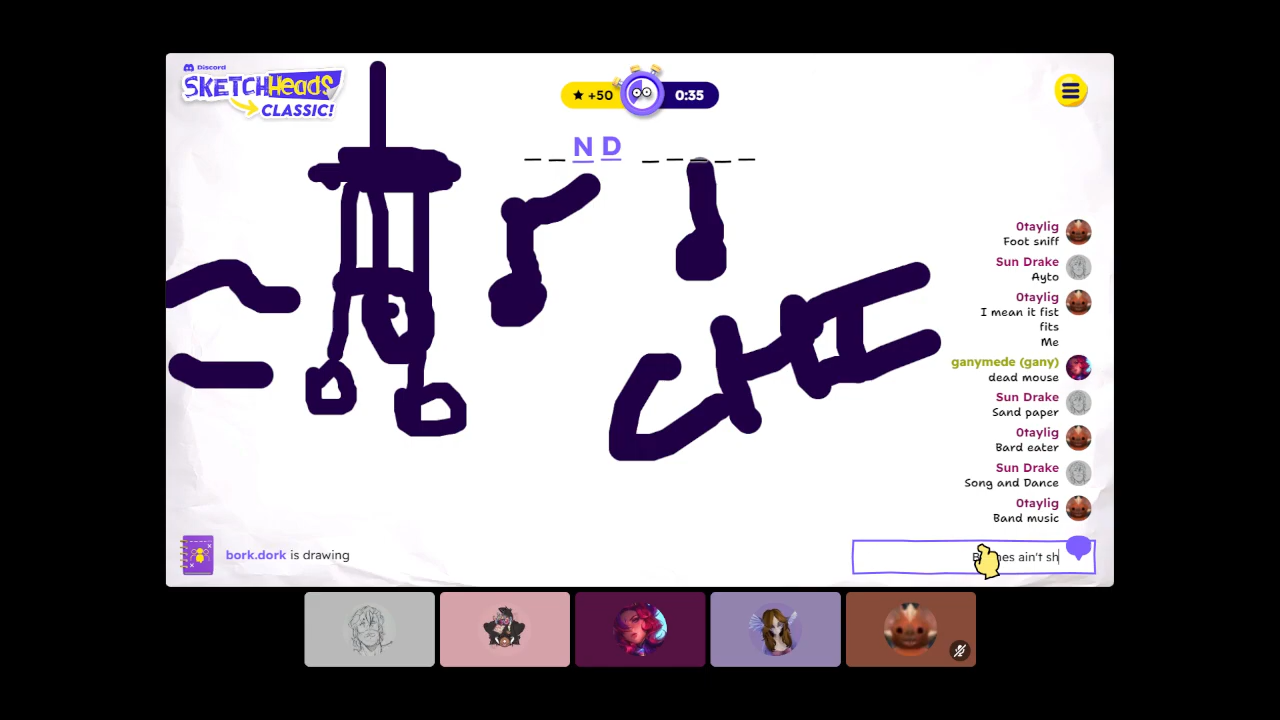 Discord
SKETCHHeads
CLASSIC!
+50
0:35
_ _ N D _ _ _ _ _
CHI
0taylig
Foot sniff
Sun Drake
Ayto
0taylig
I mean it fist
fits
Me
ganymede (gany)
dead mouse
Sun Drake
Sand paper
0taylig
Bard eater
Sun Drake
Song and Dance
0taylig
Band music
bork.dork is drawing
ain't sh